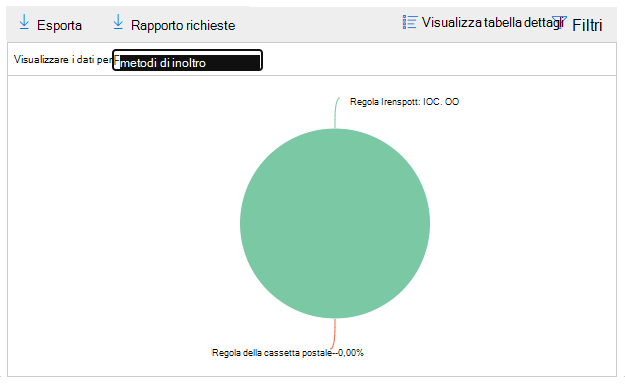 Esporta
Rapporto richieste
Visualizza tabella dettagli
Filtri
Visualizzare i dati per
metodi di inoltro
Regola Irenspott: IOC. OO
Regola della cassetta postale--0,00%